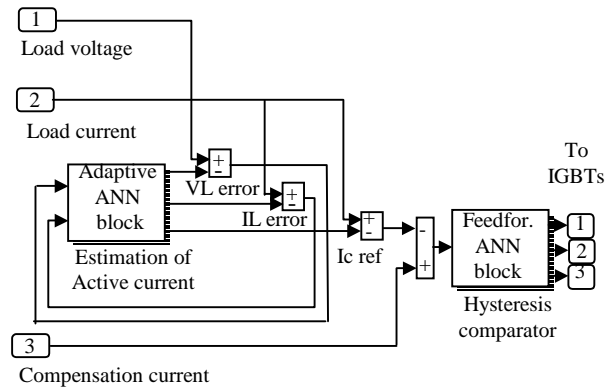 1
Load voltage
2
Load current
Adaptive
ANN
block
Estimation of
Active current
+
-
VL error
+
-
IL error
+
-
Ic ref
-
+
Feedfor.
ANN
block
Hysteresis
comparator
To
IGBTs
1
2
3
3
Compensation current